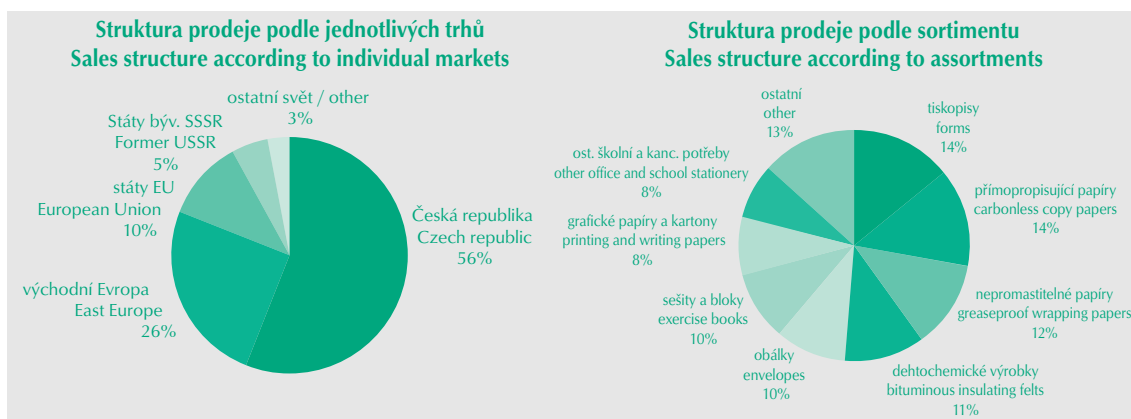 Struktura prodeje podle jednotlivých trhů
Sales structure according to individual markets
ostatní svět / other
3%
Státy býv. SSSR
Former USSR
5%
státy EU
European Union
10%
Česká republika
Czech republic
56%
východní Evropa
East Europe
26%
Struktura prodeje podle sortimentu
Sales structure according to assortments
ostatní
other
13%
tiskopisy
forms
14%
ost. školní a kanc. potřeby
other office and school stationery
8%
přímopropisující papíry
carbonless copy papers
14%
grafické papíry a kartony
printing and writing papers
8%
nepromastitelné papíry
greaseproof wrapping papers
12%
sešity a bloky
exercise books
10%
obálky
envelopes
10%
dehtochemické výrobky
bituminous insulating felts
11%